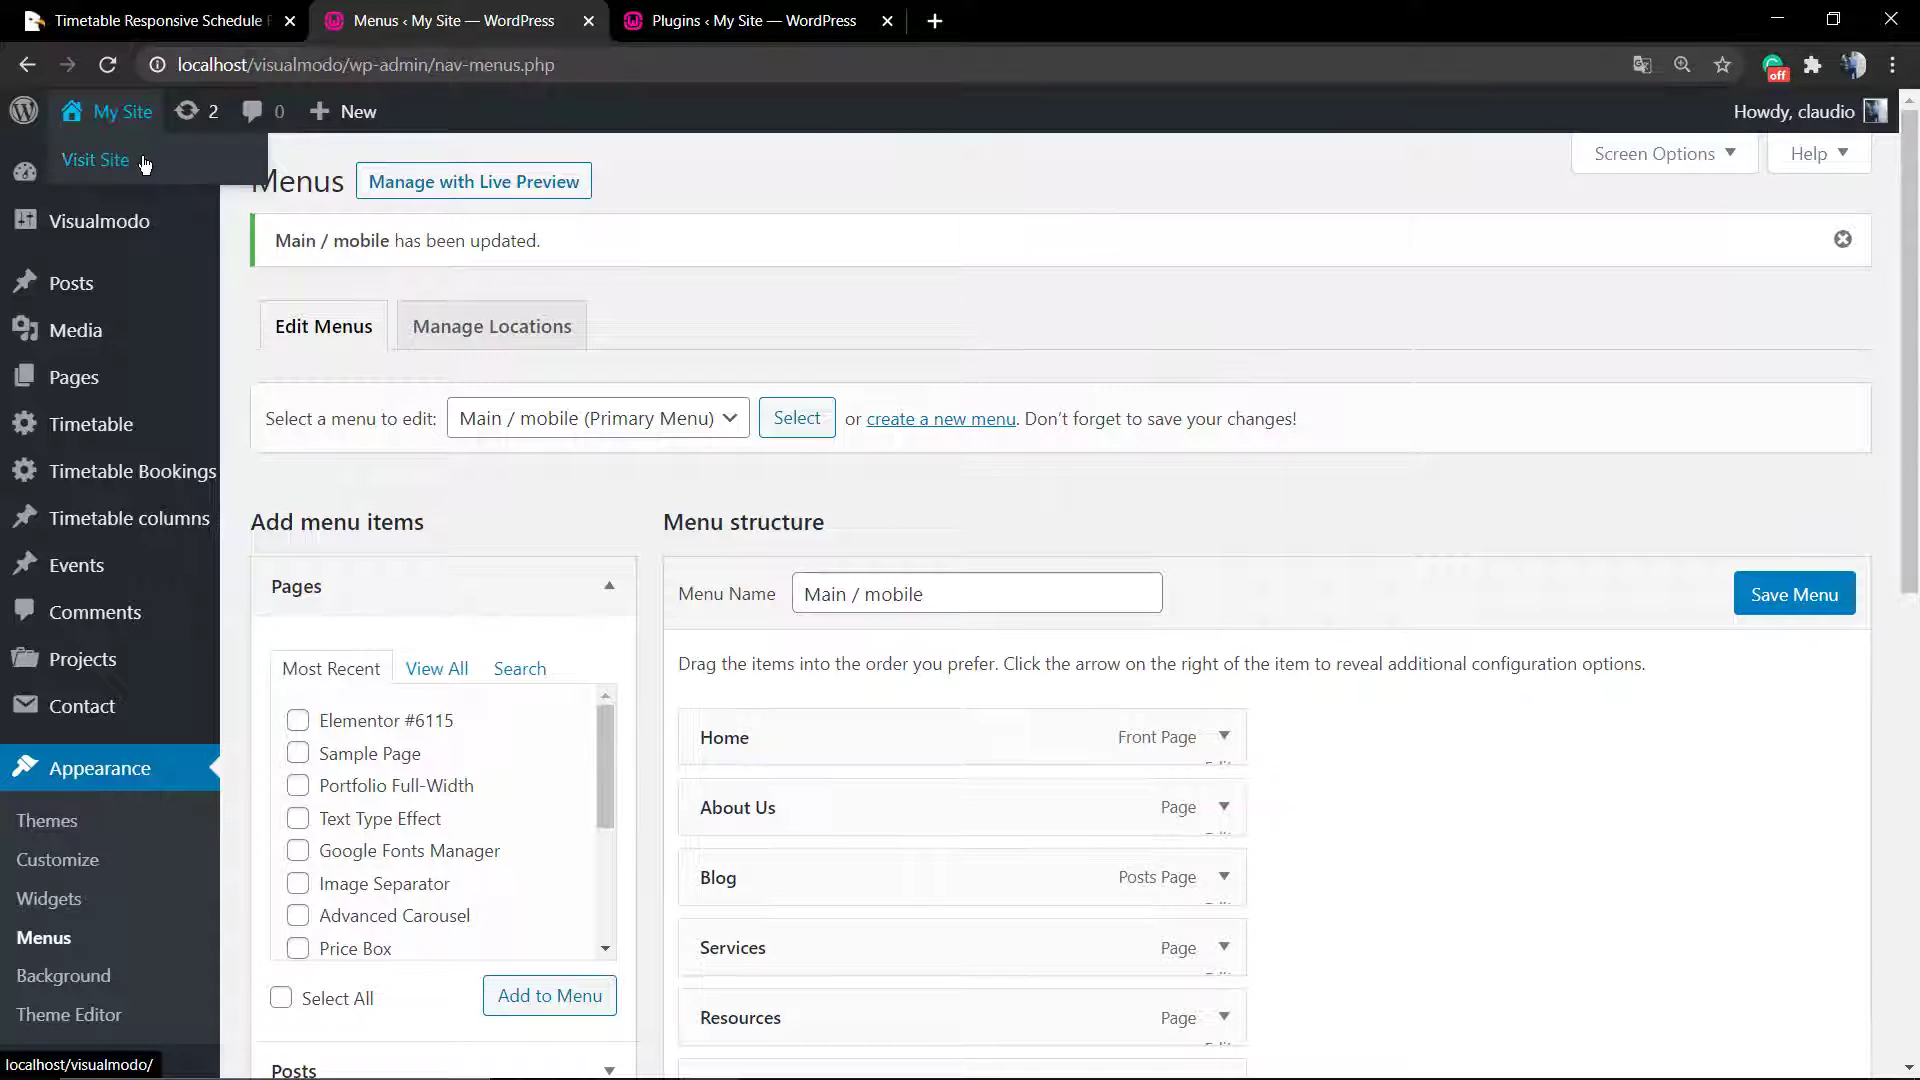 Timetable Responsive Schedule F
Menus ‹ My Site — WordPress
Plugins ‹ My Site — WordPress
localhost/visualmodo/wp-admin/nav-menus.php
off
My Site
2
0
New
Howdy, claudio
Visit Site
Screen Options
Help
Menus
Manage with Live Preview
Main / mobile has been updated.
Edit Menus
Manage Locations
Select a menu to edit:
Main / mobile (Primary Menu)
Select
or create a new menu. Don’t forget to save your changes!
Visualmodo
Posts
Media
Pages
Timetable
Timetable Bookings
Timetable columns
Events
Comments
Projects
Contact
Appearance
Themes
Customize
Widgets
Menus
Background
Theme Editor
localhost/visualmodo/
Add menu items
Pages
Most Recent
View All
Search
Elementor #6115
Sample Page
Portfolio Full-Width
Text Type Effect
Google Fonts Manager
Image Separator
Advanced Carousel
Price Box
Select All
Add to Menu
Posts
Menu structure
Menu Name
Main / mobile
Save Menu
Drag the items into the order you prefer. Click the arrow on the right of the item to reveal additional configuration options.
Home
Front Page
About Us
Page
Blog
Posts Page
Services
Page
Resources
Page